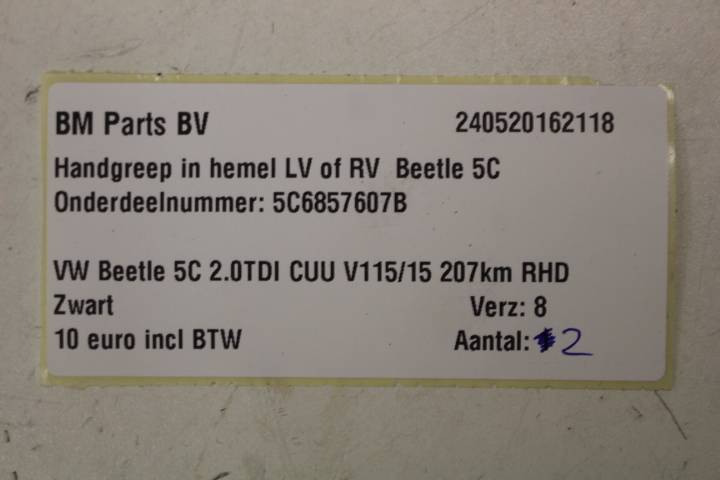 BM Parts BV 240520162118
Handgreep in hemel LV of RV Beetle 5C
Onderdeelnummer: 5C6857607B
VW Beetle 5C 2.0TDI CUU V115/15 207km RHD
Zwart Verz: 8
10 euro incl BTW Aantal: 2